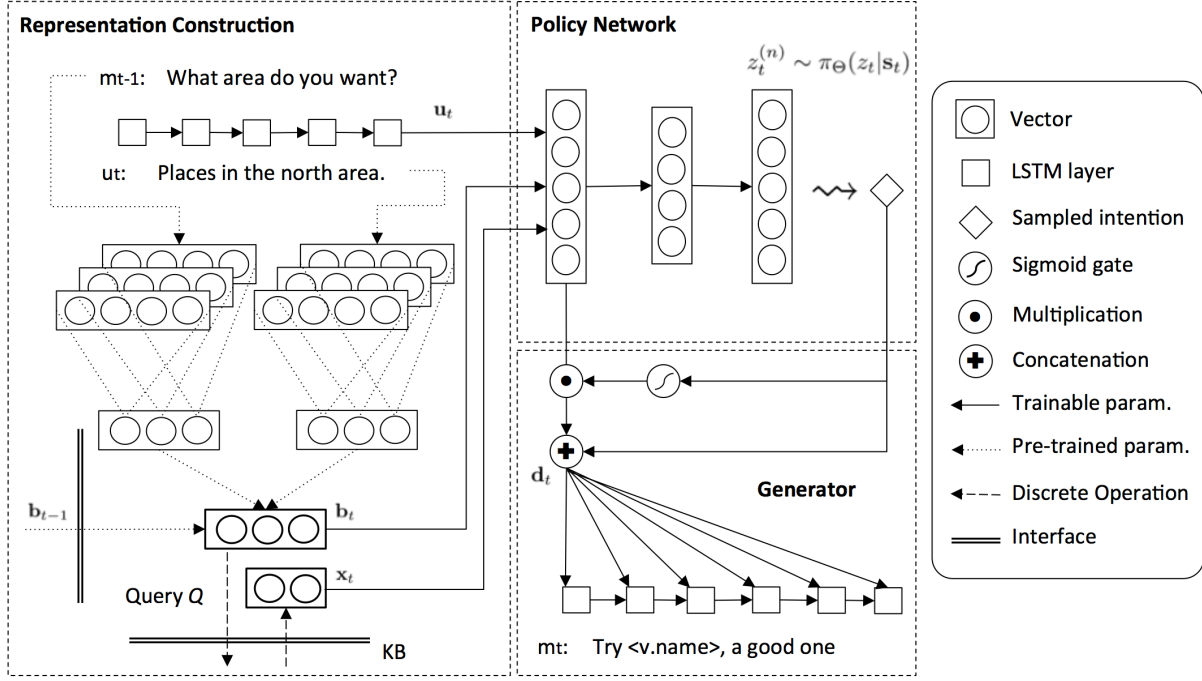 Representation Construction
mt-1: What area do you want?
𝐮ₜ
ut: Places in the north area.
𝐛ₜ₋₁
𝐛ₜ
𝐱ₜ
Query Q
KB
Policy Network
zₜ⁽ⁿ⁾ ∼ π_Θ(zₜ|𝐬ₜ)
𝐝ₜ
Generator
mt: Try <v.name>, a good one
Vector
LSTM layer
Sampled intention
Sigmoid gate
Multiplication
Concatenation
Trainable param.
Pre-trained param.
Discrete Operation
Interface